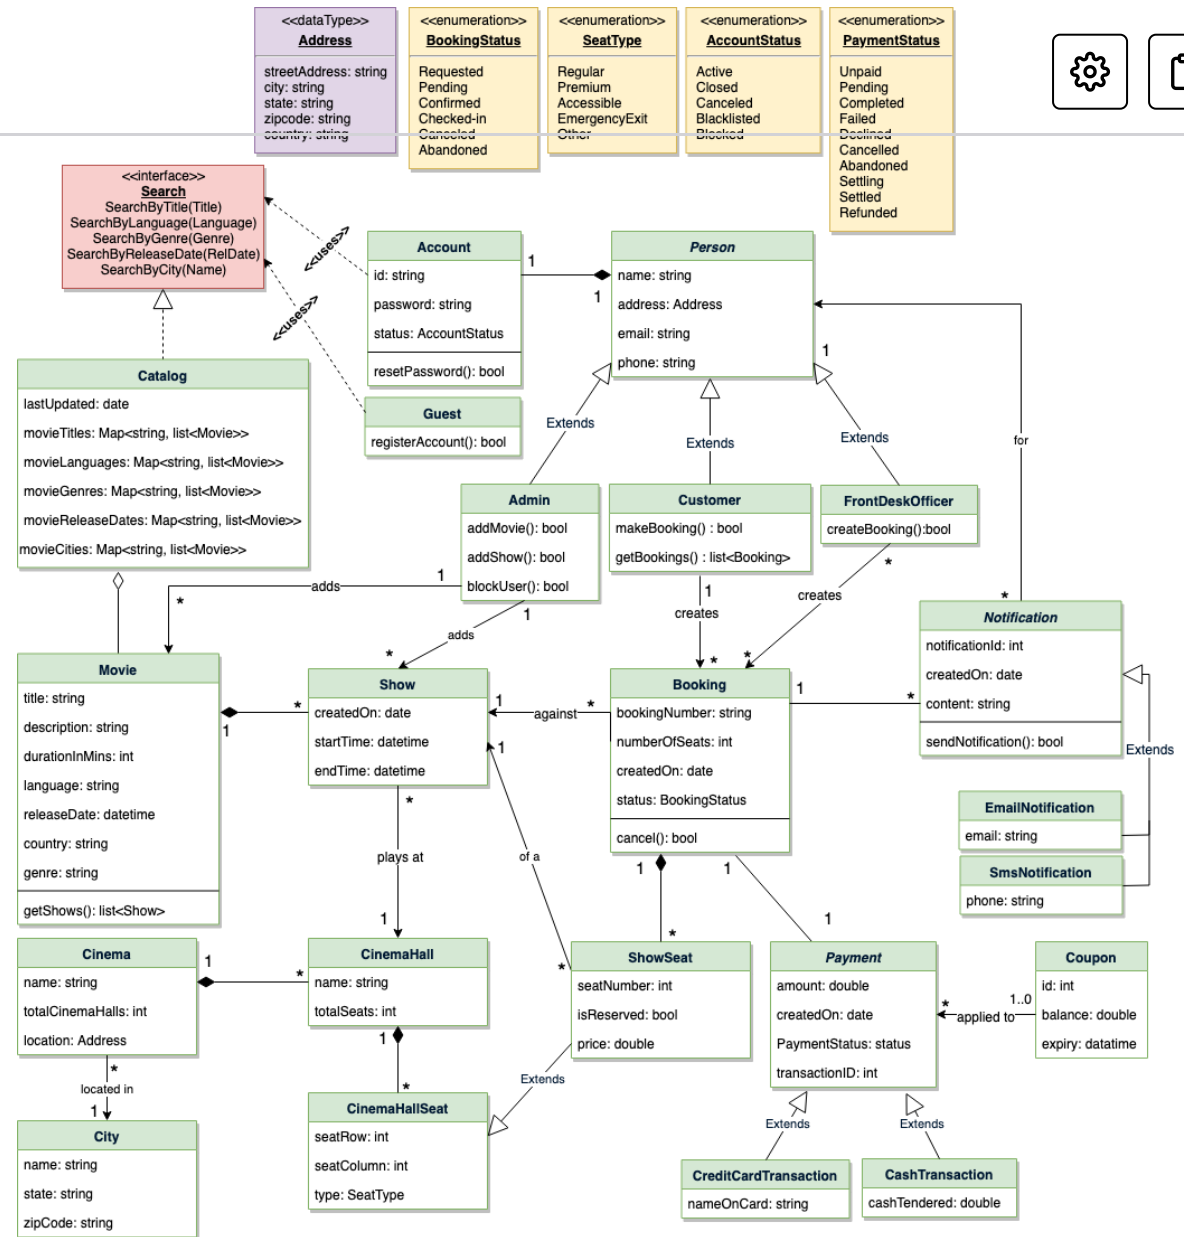 <<dataType>>
Address
streetAddress: string
city: string
state: string
zipcode: string
country: string
<<enumeration>>
BookingStatus
Requested
Pending
Confirmed
Checked-in
Canceled
Abandoned
<<enumeration>>
SeatType
Regular
Premium
Accessible
EmergencyExit
Other
<<enumeration>>
AccountStatus
Active
Closed
Canceled
Blacklisted
Blocked
<<enumeration>>
PaymentStatus
Unpaid
Pending
Completed
Failed
Declined
Cancelled
Abandoned
Settling
Settled
Refunded
<<interface>>
Search
SearchByTitle(Title)
SearchByLanguage(Language)
SearchByGenre(Genre)
SearchByReleaseDate(RelDate)
SearchByCity(Name)
<<uses>>
<<uses>>
Account
id: string
password: string
status: AccountStatus
resetPassword(): bool
1
1
Person
name: string
address: Address
email: string
phone: string
1
Guest
registerAccount(): bool
Catalog
lastUpdated: date
movieTitles: Map<string, list<Movie>>
movieLanguages: Map<string, list<Movie>>
movieGenres: Map<string, list<Movie>>
movieReleaseDates: Map<string, list<Movie>>
movieCities: Map<string, list<Movie>>
Extends
Extends
Extends
for
Admin
addMovie(): bool
addShow(): bool
blockUser(): bool
Customer
makeBooking() : bool
getBookings() : list<Booking>
FrontDeskOfficer
createBooking():bool
1
adds
*
1
adds
*
1
creates
*
*
creates
*
*
Notification
notificationId: int
createdOn: date
content: string
sendNotification(): bool
Extends
Movie
title: string
description: string
durationInMins: int
language: string
releaseDate: datetime
country: string
genre: string
getShows(): list<Show>
1
*
Show
createdOn: date
startTime: datetime
endTime: datetime
1
against
*
Booking
bookingNumber: string
numberOfSeats: int
createdOn: date
status: BookingStatus
cancel(): bool
1
*
EmailNotification
email: string
SmsNotification
phone: string
*
plays at
1
1
of a
*
1
*
1
1
Cinema
name: string
totalCinemaHalls: int
location: Address
1
*
CinemaHall
name: string
totalSeats: int
ShowSeat
seatNumber: int
isReserved: bool
price: double
Payment
amount: double
createdOn: date
PaymentStatus: status
transactionID: int
*
applied to
1..0
Coupon
id: int
balance: double
expiry: datatime
*
located in
1
1
*
Extends
City
name: string
state: string
zipCode: string
CinemaHallSeat
seatRow: int
seatColumn: int
type: SeatType
Extends
Extends
CreditCardTransaction
nameOnCard: string
CashTransaction
cashTendered: double